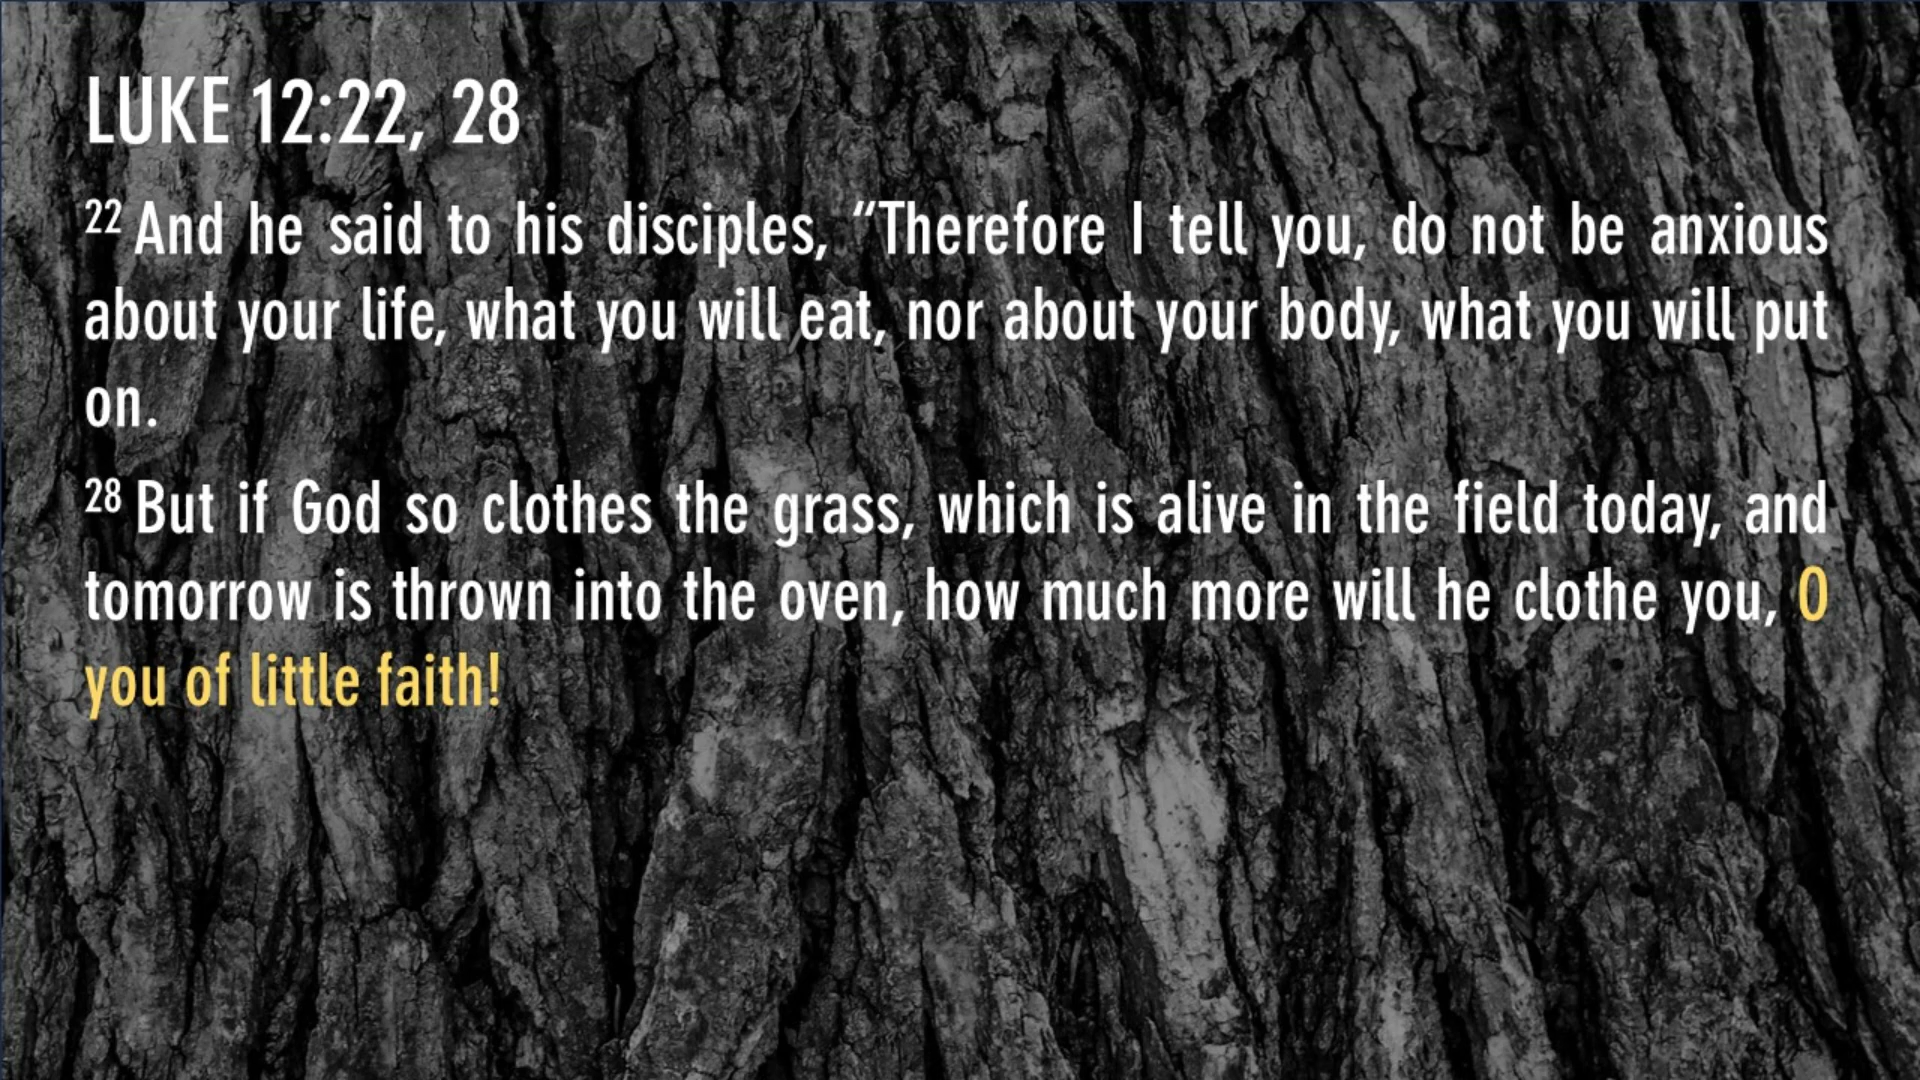 LUKE 12:22, 28
22 And he said to his disciples, “Therefore I tell you, do not be anxious
about your life, what you will eat, nor about your body, what you will put
on.
28 But if God so clothes the grass, which is alive in the field today, and
tomorrow is thrown into the oven, how much more will he clothe you, O
you of little faith!